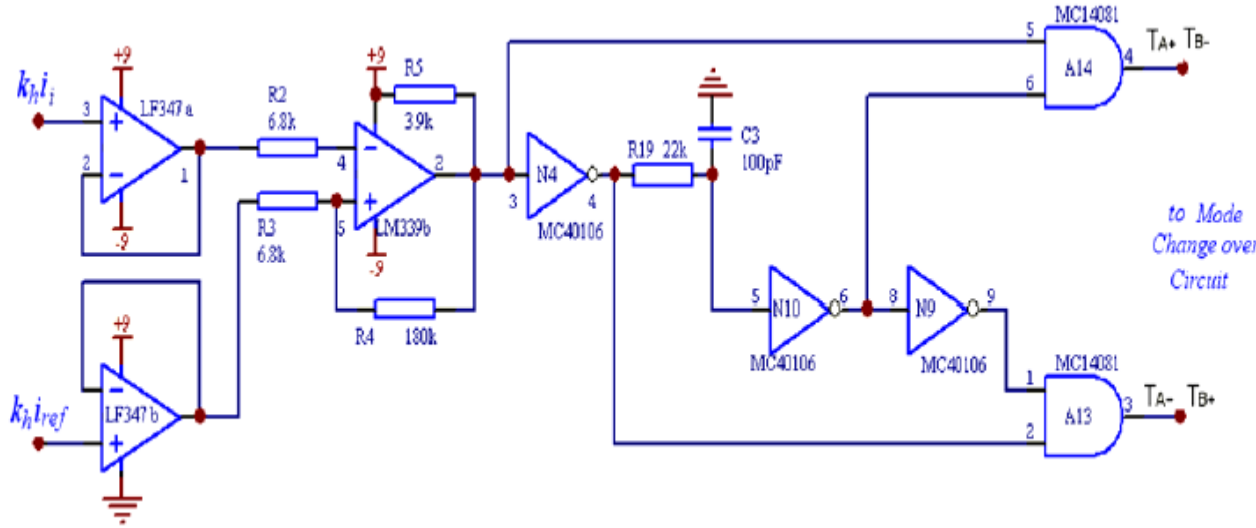 MC14081
5
4
TA+ TB-
A14
6
+9
+9
R5
3.9k
khii
LF347a
3
R2
6.8k
2
1
4
2
C3
100pF
R19 22k
N4
3
4
MC40106
R3
6.8k
5
LM339b
-9
-9
to Mode
Change over
Circuit
5
N10
6
8
N9
9
MC40106
MC40106
R4
180k
+9
MC14081
1
TA- TB+
3
A13
2
khiref
LF347b